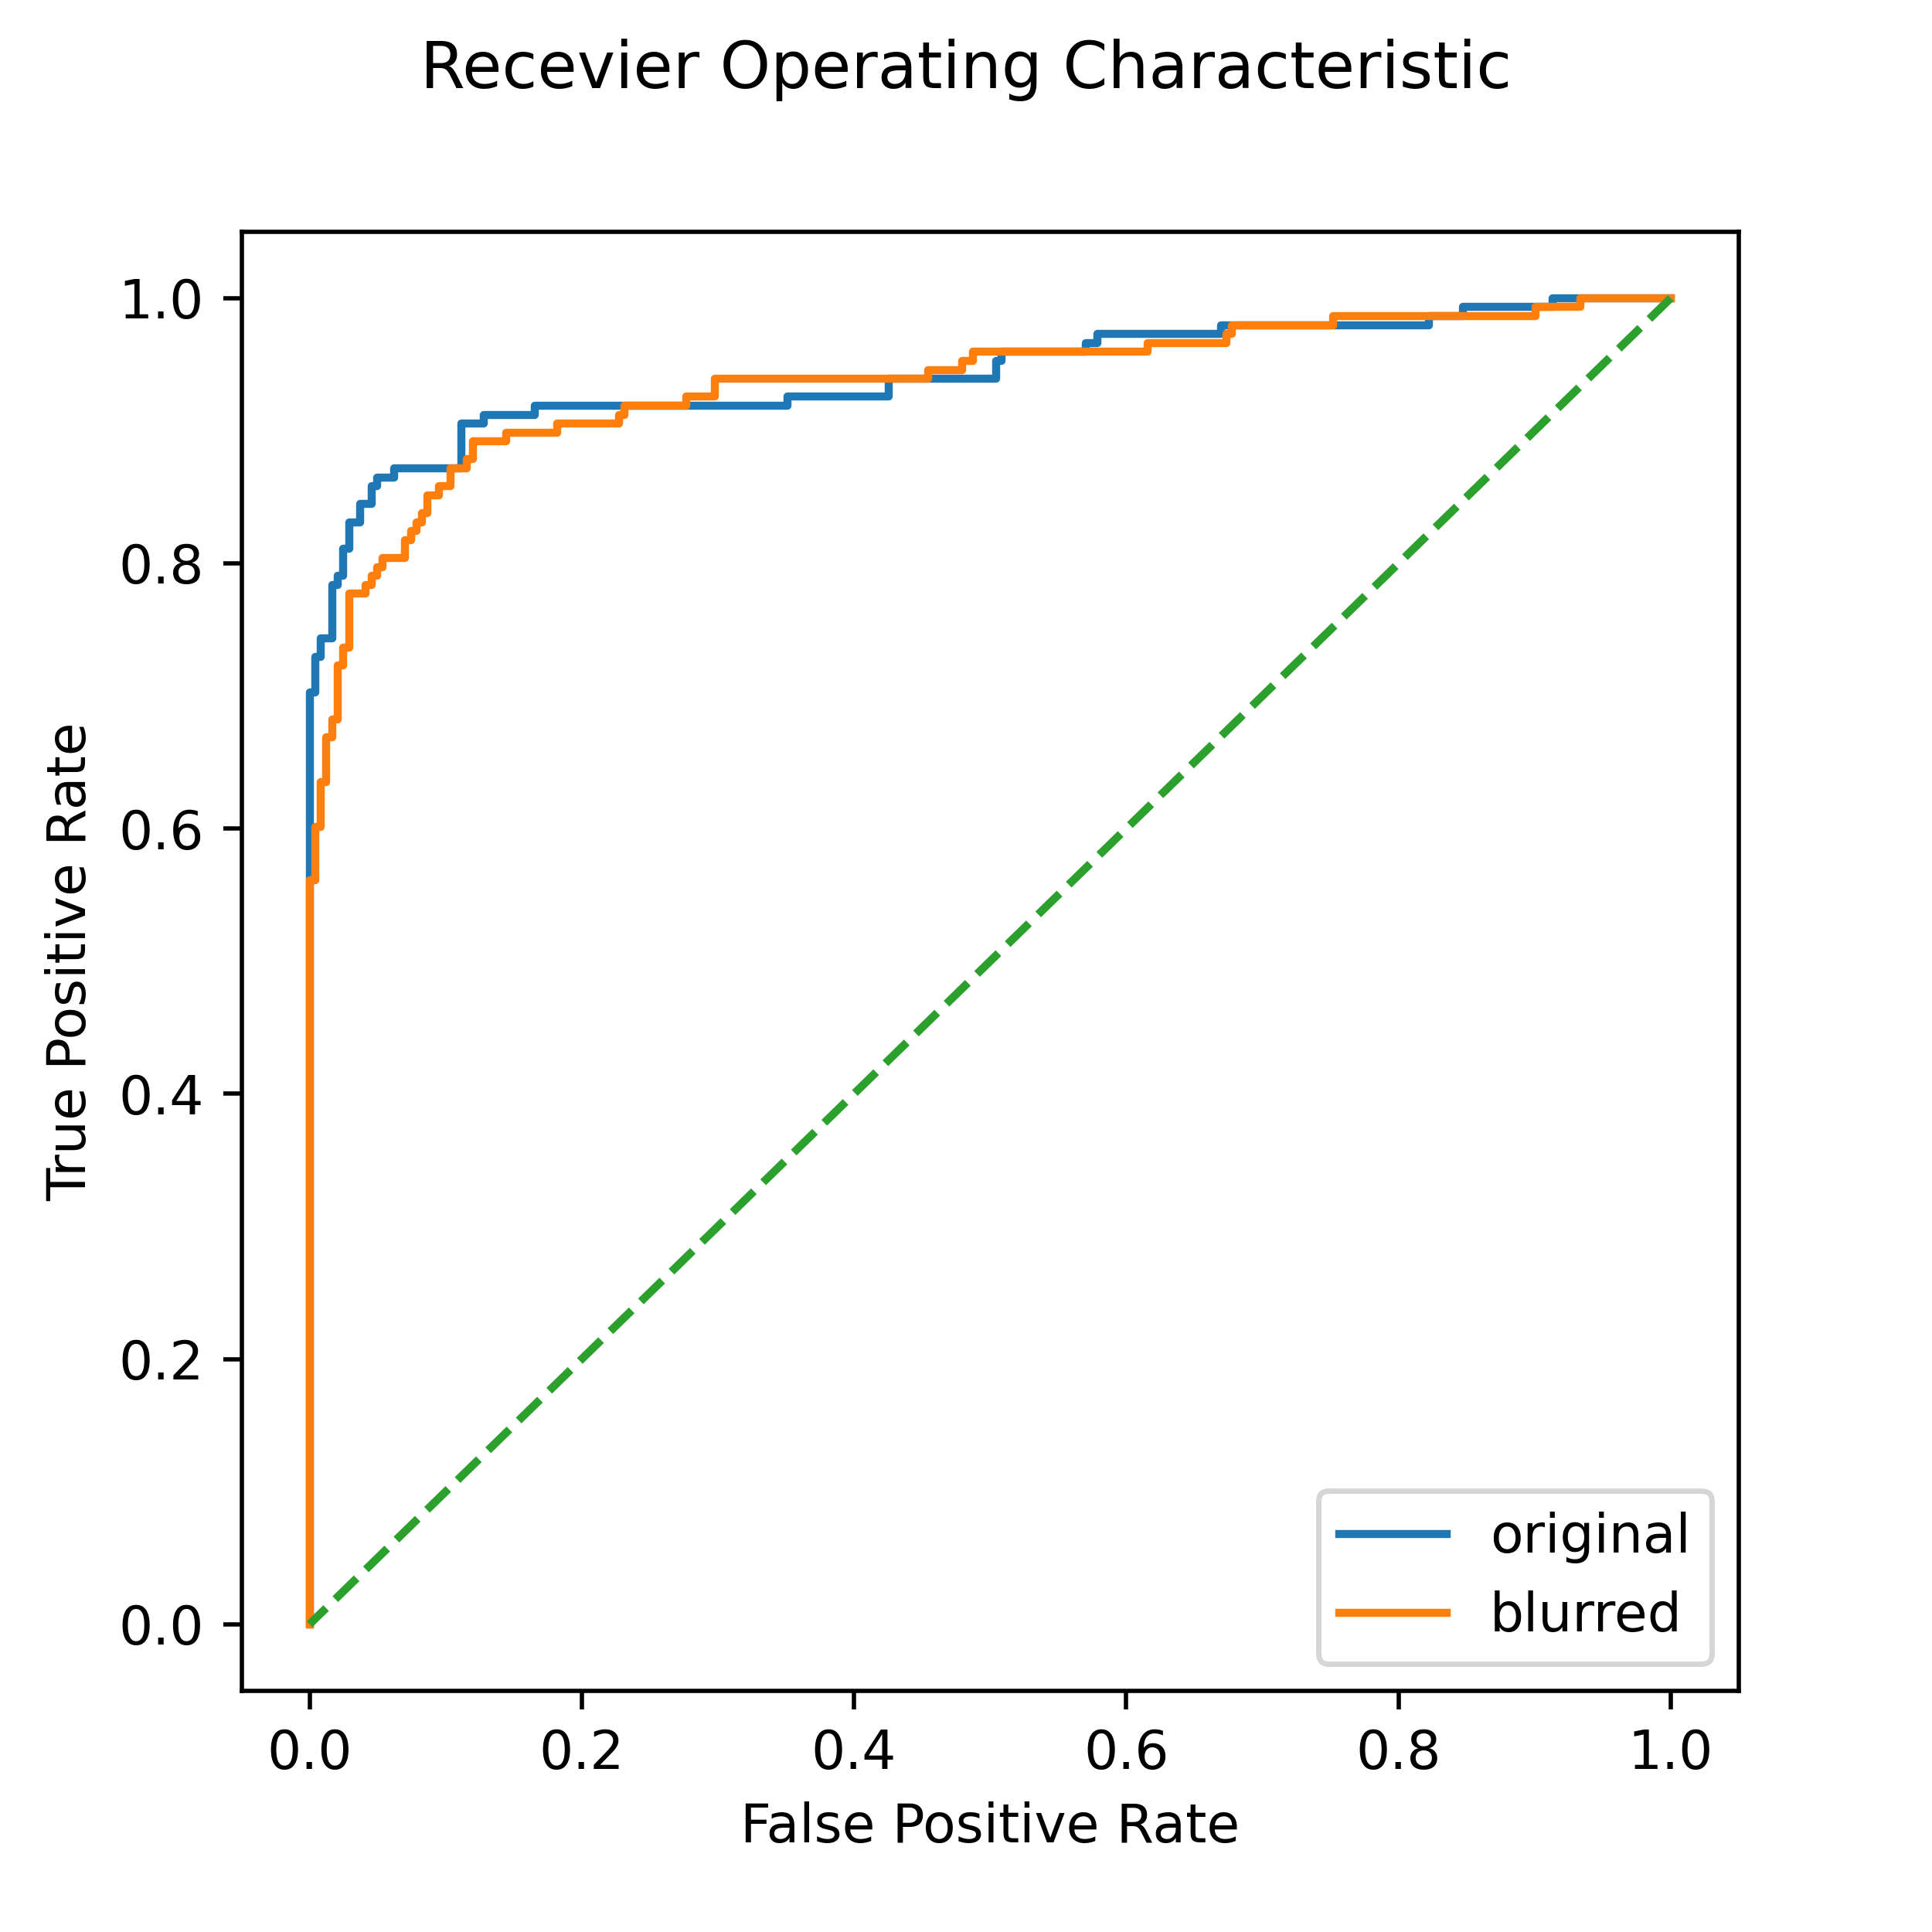 Recevier Operating Characteristic
True Positive Rate
1.0
0.8
0.6
0.4
0.2
0.0
0.0 0.2 0.4 0.6 0.8 1.0
False Positive Rate
original
blurred